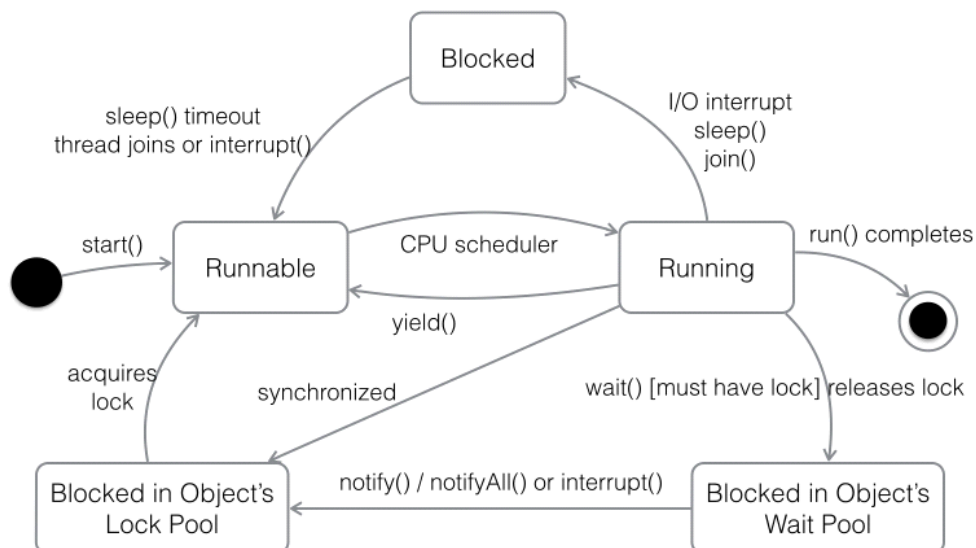 Blocked
sleep() timeout
thread joins or interrupt()
I/O interrupt
sleep()
join()
start()
Runnable
CPU scheduler
Running
run() completes
yield()
acquires
lock
synchronized
wait() [must have lock] releases lock
Blocked in Object's
Lock Pool
notify() / notifyAll() or interrupt()
Blocked in Object's
Wait Pool